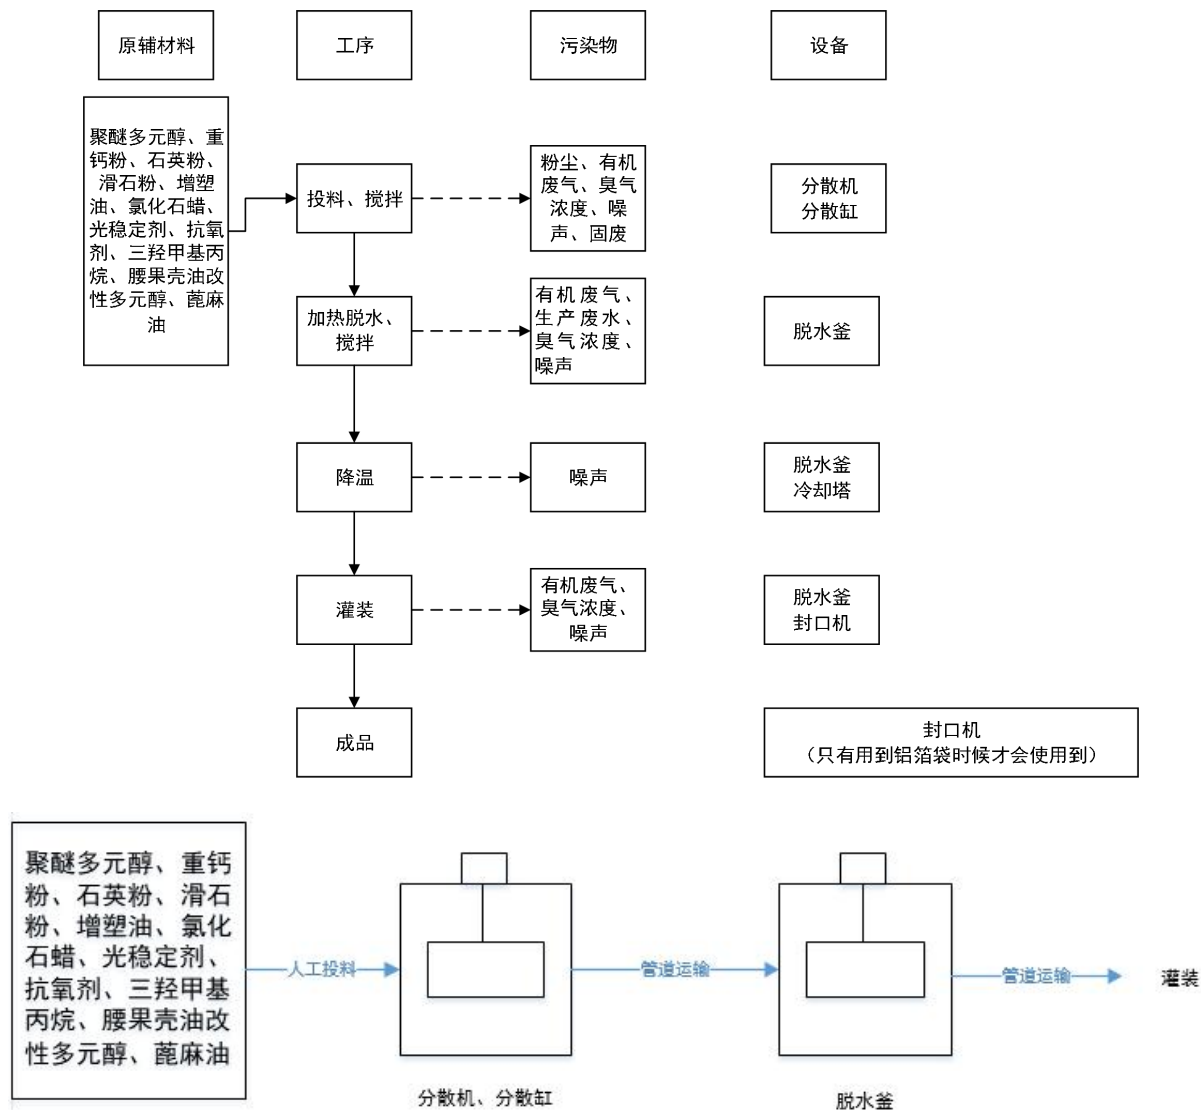 原辅材料
工序
污染物
设备
聚醚多元醇、重
钙粉、石英粉、
滑石粉、增塑
油、氯化石蜡、
光稳定剂、抗氧
剂、三羟甲基丙
烷、腰果壳油改
性多元醇、蓖麻
油
投料、搅拌
粉尘、有机
废气、臭气
浓度、噪
声、固废
分散机
分散缸
加热脱水、
搅拌
有机废气、
生产废水、
臭气浓度、
噪声
脱水釜
降温
噪声
脱水釜
冷却塔
灌装
有机废气、
臭气浓度、
噪声
脱水釜
封口机
成品
封口机
（只有用到铝箔袋时候才会使用到）
聚醚多元醇、重钙
粉、石英粉、滑石
粉、增塑油、氯化
石蜡、光稳定剂、
抗氧剂、三羟甲基
丙烷、腰果壳油改
性多元醇、蓖麻油
人工投料
管道运输
管道运输
灌装
分散机、分散缸
脱水釜